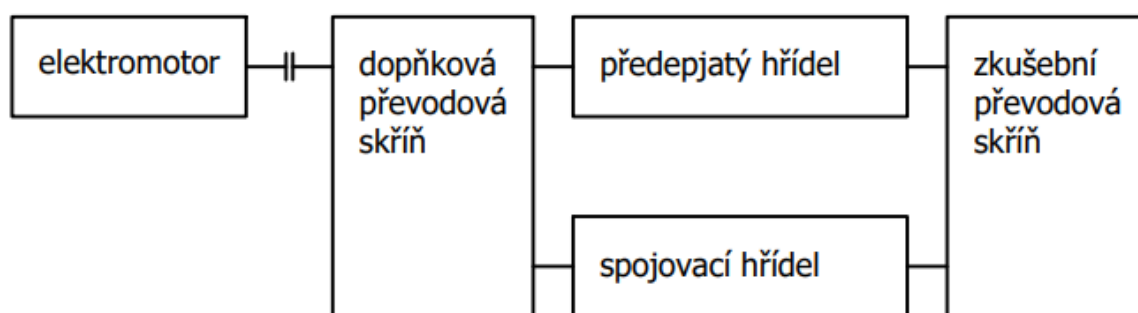 elektromotor
dopňková
převodová
skříň
předepjatý hřídel
zkušební
převodová
skříň
spojovací hřídel